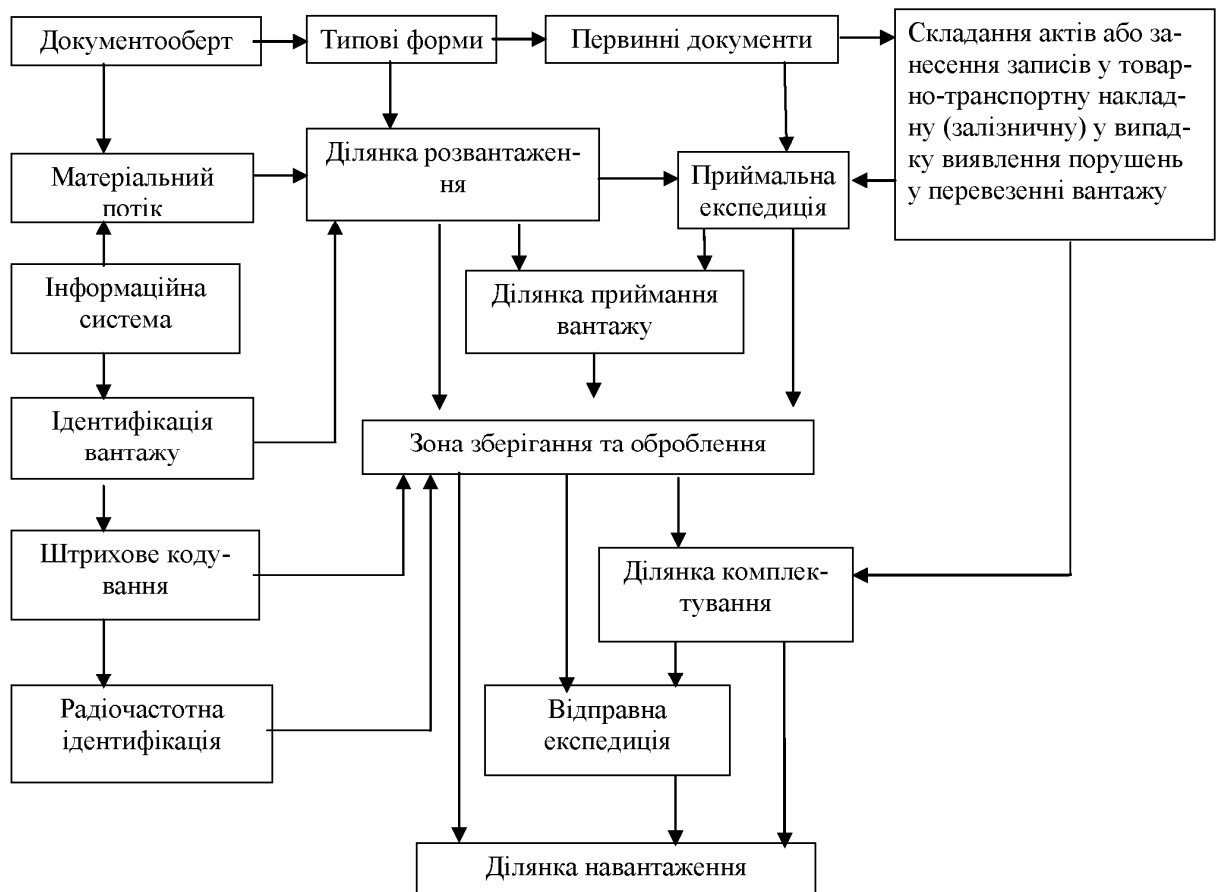 Документооберт
Типові форми
Первинні документи
Складання актів або за-
несення записів у товар-
но-транспортну наклад-
ну (залізничну) у випад-
ку виявлення порушень
у перевезенні вантажу
Матеріальний
потік
Ділянка розвантажен-
ня
Приймальна
експедиція
Інформаційна
система
Ділянка приймання
вантажу
Ідентифікація
вантажу
Зона зберігання та оброблення
Штрихове коду-
вання
Ділянка комплек-
тування
Радіочастотна
ідентифікація
Відправна
експедиція
Ділянка навантаження